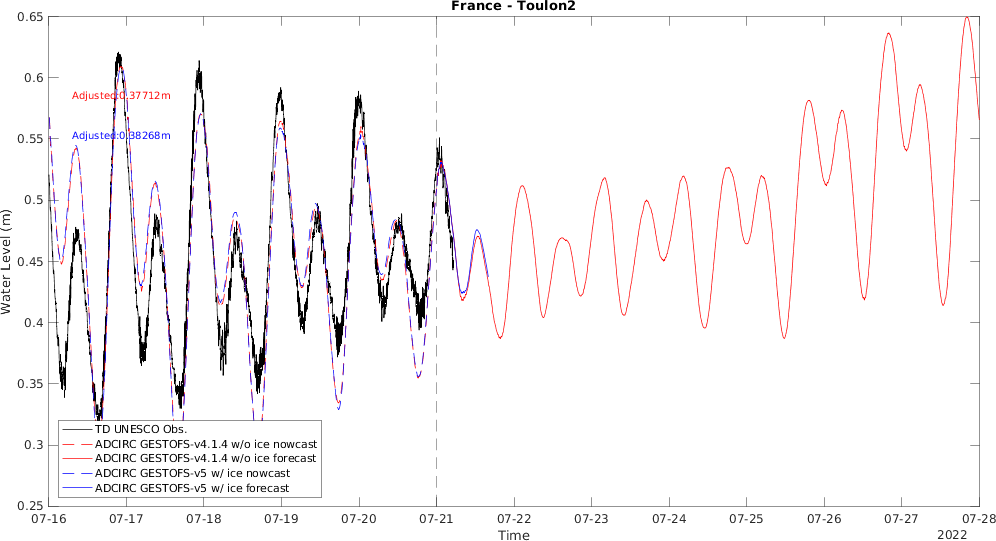 France - Toulon2
0.65
0.6
0.55
0.5
0.45
0.4
0.35
0.3
0.25
Water Level (m)
Adjusted:0.37712m
Adjusted:0.38268m
TD UNESCO Obs.
ADCIRC GESTOFS-v4.1.4 w/o ice nowcast
ADCIRC GESTOFS-v4.1.4 w/o ice forecast
ADCIRC GESTOFS-v5 w/ ice nowcast
ADCIRC GESTOFS-v5 w/ ice forecast
07-16 07-17 07-18 07-19 07-20 07-21 07-22 07-23 07-24 07-25 07-26 07-27 07-28
Time
2022